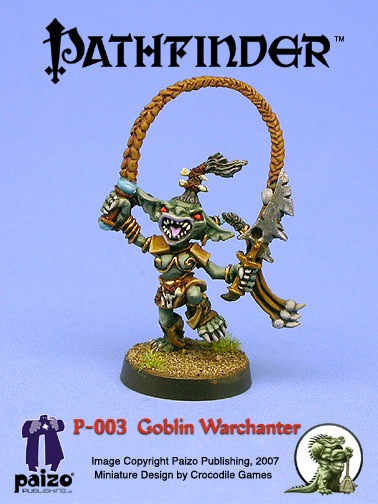 PATHFINDER™
P-003 Goblin Warchanter
paizo
PUBLISHING
Image Copyright Paizo Publishing, 2007
Miniature Design by Crocodile Games